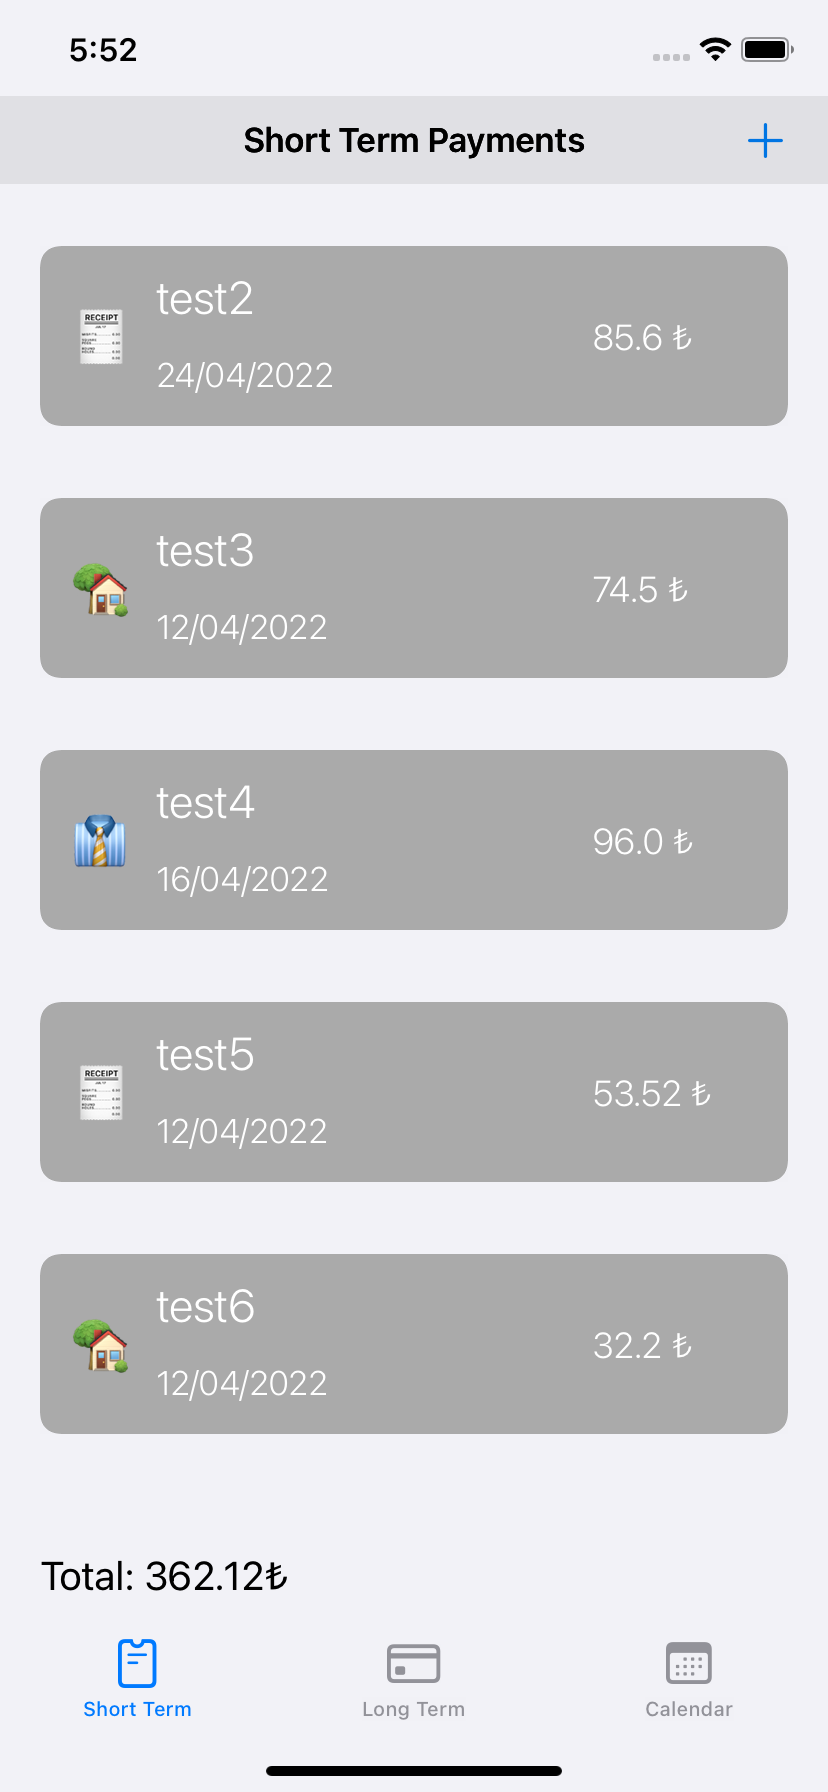 5:52
Short Term Payments
RECEIPT
test2
85.6 ₺
24/04/2022
test3
74.5 ₺
12/04/2022
test4
96.0 ₺
16/04/2022
RECEIPT
test5
53.52 ₺
12/04/2022
test6
32.2 ₺
12/04/2022
Total: 362.12₺
Short Term
Long Term
Calendar